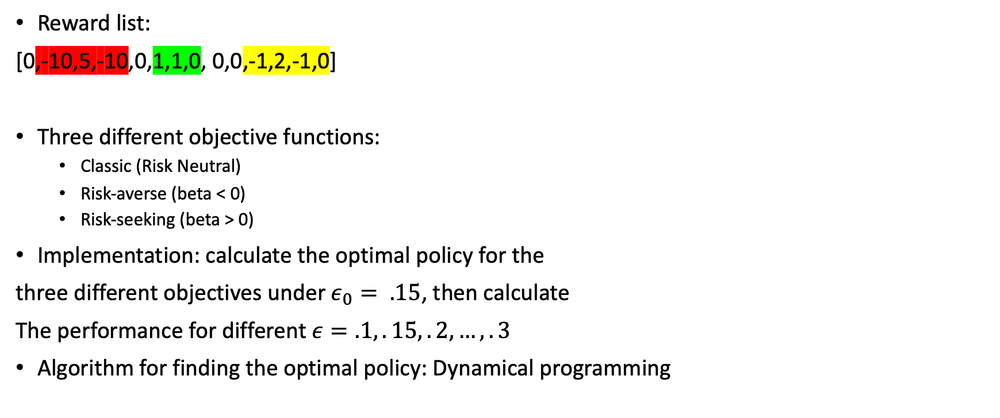 • Reward list:
[0,-10,5,-10,0,1,1,0, 0,0,-1,2,-1,0]
• Three different objective functions:
• Classic (Risk Neutral)
• Risk-averse (beta < 0)
• Risk-seeking (beta > 0)
• Implementation: calculate the optimal policy for the
three different objectives under ϵ₀ = .15, then calculate
The performance for different ϵ = .1,.15,.2,…,.3
• Algorithm for finding the optimal policy: Dynamical programming